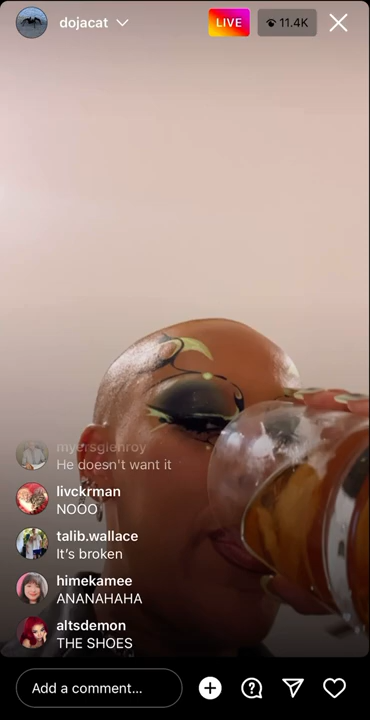 dojacat
LIVE
11.4K
myersglenroy
He doesn't want it
livckrman
NOOO
talib.wallace
It's broken
himekamee
ANANAHAHA
altsdemon
THE SHOES
Add a comment...